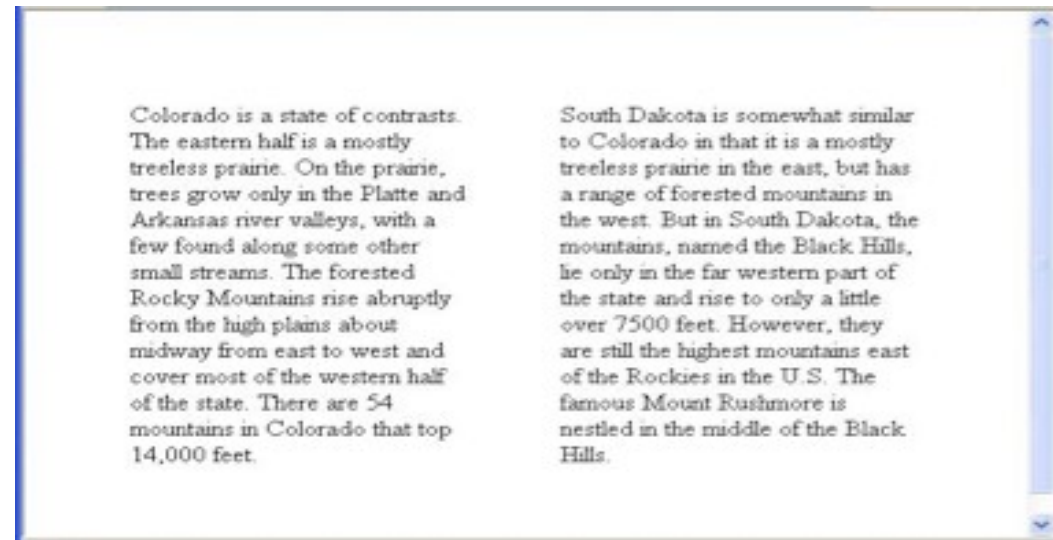 Colorado is a state of contrasts.
The eastern half is a mostly
treeless prairie. On the prairie,
trees grow only in the Platte and
Arkansas river valleys, with a
few found along some other
small streams. The forested
Rocky Mountains rise abruptly
from the high plains about
midway from east to west and
cover most of the western half
of the state. There are 54
mountains in Colorado that top
14,000 feet.
South Dakota is somewhat similar
to Colorado in that it is a mostly
treeless prairie in the east, but has
a range of forested mountains in
the west. But in South Dakota, the
mountains, named the Black Hills,
lie only in the far western part of
the state and rise to only a little
over 7500 feet. However, they
are still the highest mountains east
of the Rockies in the U.S. The
famous Mount Rushmore is
nestled in the middle of the Black
Hills.